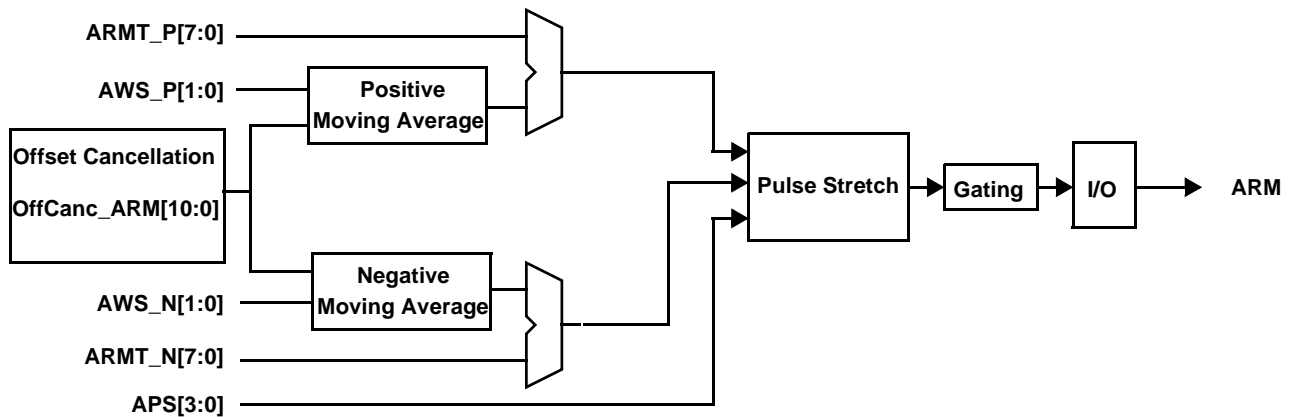 ARMT_P[7:0]
AWS_P[1:0]
Positive
Moving Average
Offset Cancellation
OffCanc_ARM[10:0]
Pulse Stretch
Gating
I/O
ARM
Negative
Moving Average
AWS_N[1:0]
ARMT_N[7:0]
APS[3:0]